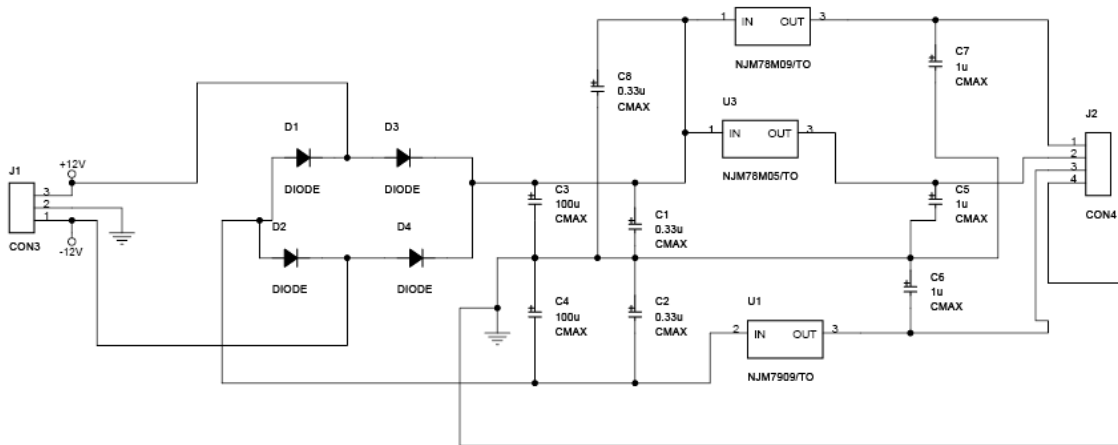 1 IN OUT 3
NJM78M09/TO
C8
0.33u
CMAX
C7
1u
CMAX
U3
1 IN OUT 3
NJM78M05/TO
J2
1
2
3
4
CON4
D1
DIODE
D3
DIODE
J1
+12V
3
2
1
-12V
CON3
D2
DIODE
D4
DIODE
C3
100u
CMAX
C1
0.33u
CMAX
C5
1u
CMAX
C4
100u
CMAX
C2
0.33u
CMAX
C6
1u
CMAX
U1
2 IN OUT 3
NJM7909/TO